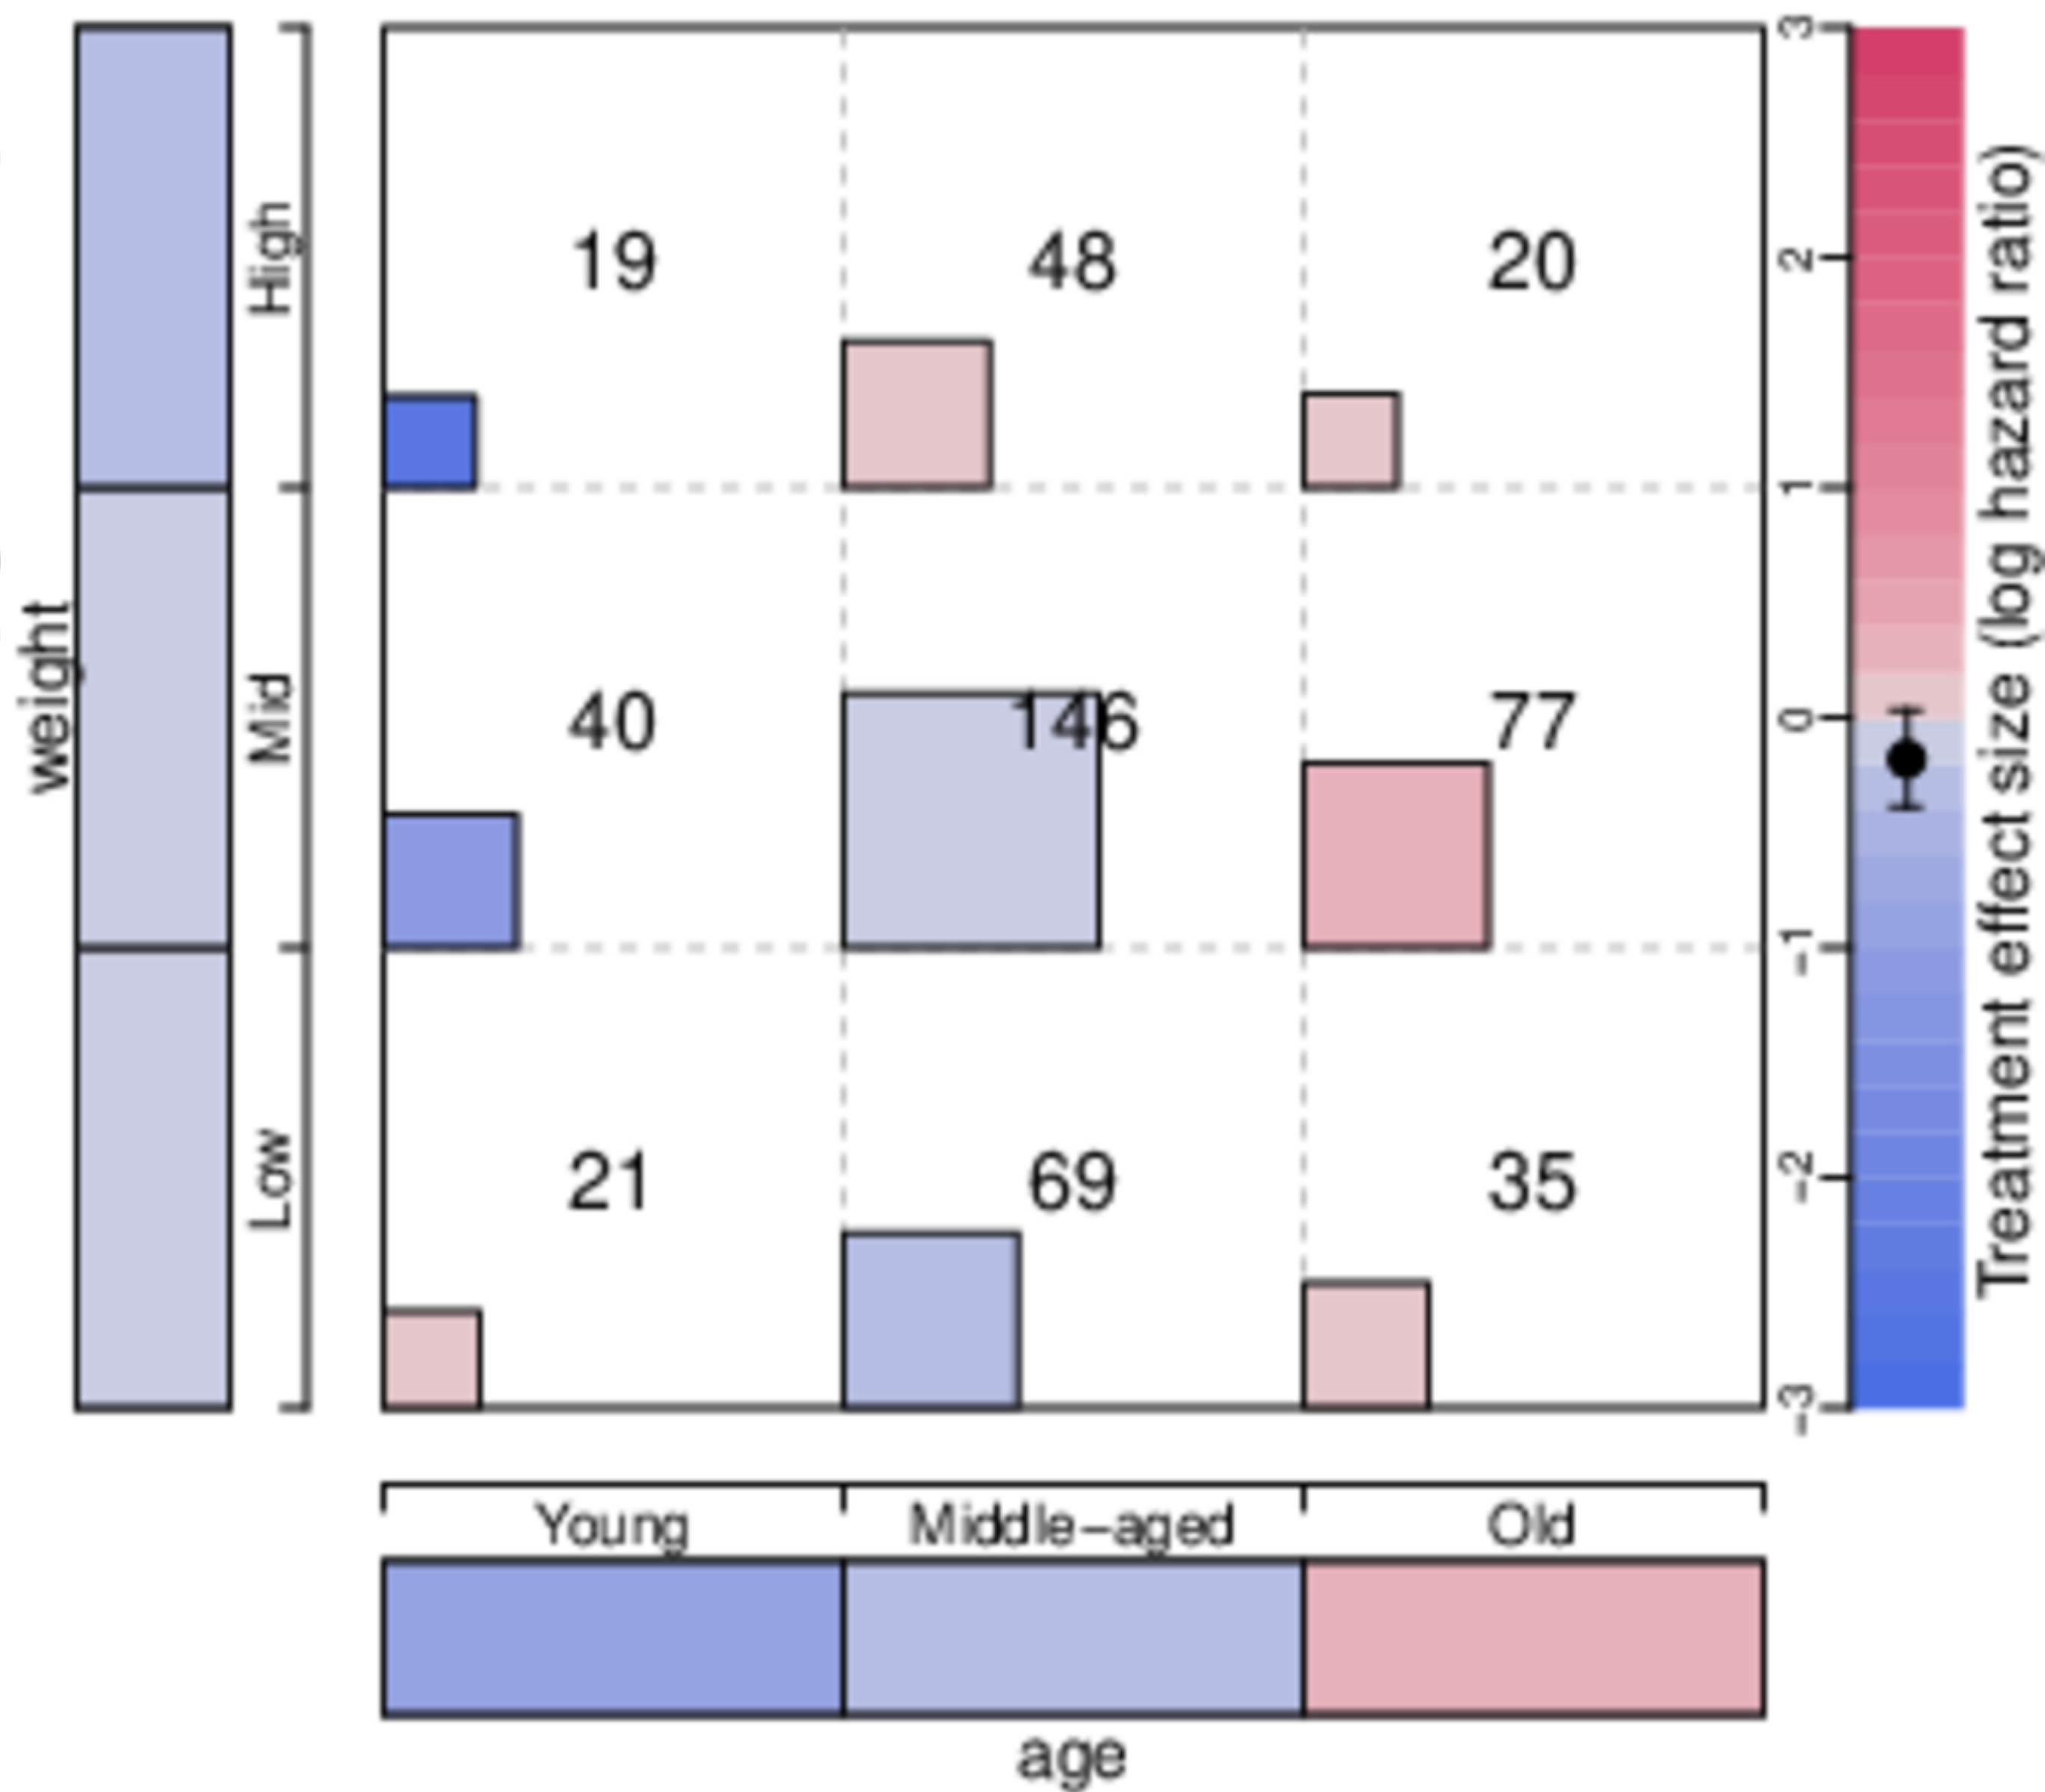 weight
High
Mid
Low
19
48
20
40
146
77
21
69
35
3
2
1
0
−1
−2
−3
Treatment effect size (log hazard ratio)
Young
Middle−aged
Old
age